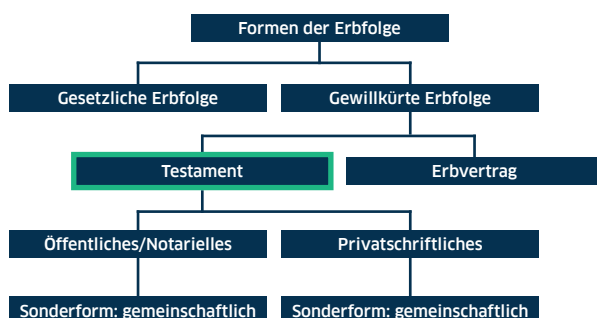 Formen der Erbfolge
Gesetzliche Erbfolge
Gewillkürte Erbfolge
Testament
Erbvertrag
Öffentliches/Notarielles
Privatschriftliches
Sonderform: gemeinschaftlich
Sonderform: gemeinschaftlich